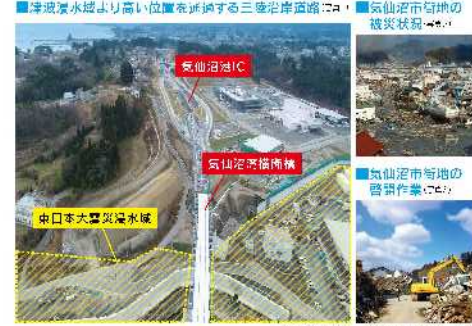 ■津波浸水域より高い位置を通過する三陸沿岸道路
気仙沼港IC
気仙沼湾横断橋
東日本大震災浸水域
■気仙沼市街地の
被災状況
■気仙沼市街地の
啓開作業